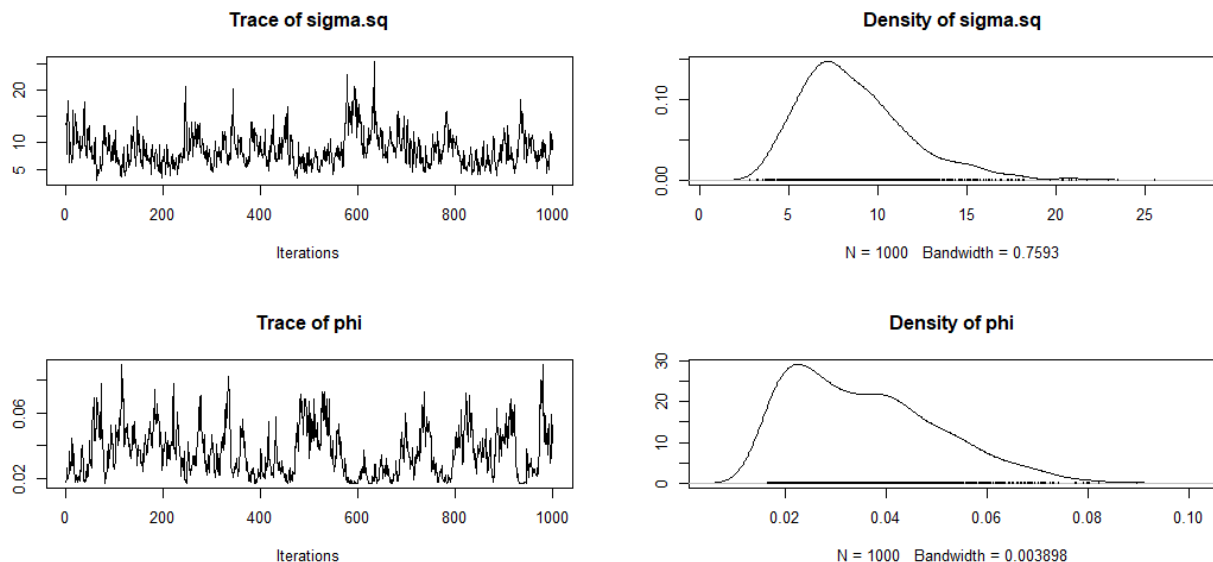 Trace of sigma.sq
5 10 20
0 200 400 600 800 1000
Iterations
Density of sigma.sq
0.00 0.10
0 5 10 15 20 25
N = 1000 Bandwidth = 0.7593
Trace of phi
0.02 0.06
0 200 400 600 800 1000
Iterations
Density of phi
0 10 20 30
0.02 0.04 0.06 0.08 0.10
N = 1000 Bandwidth = 0.003898